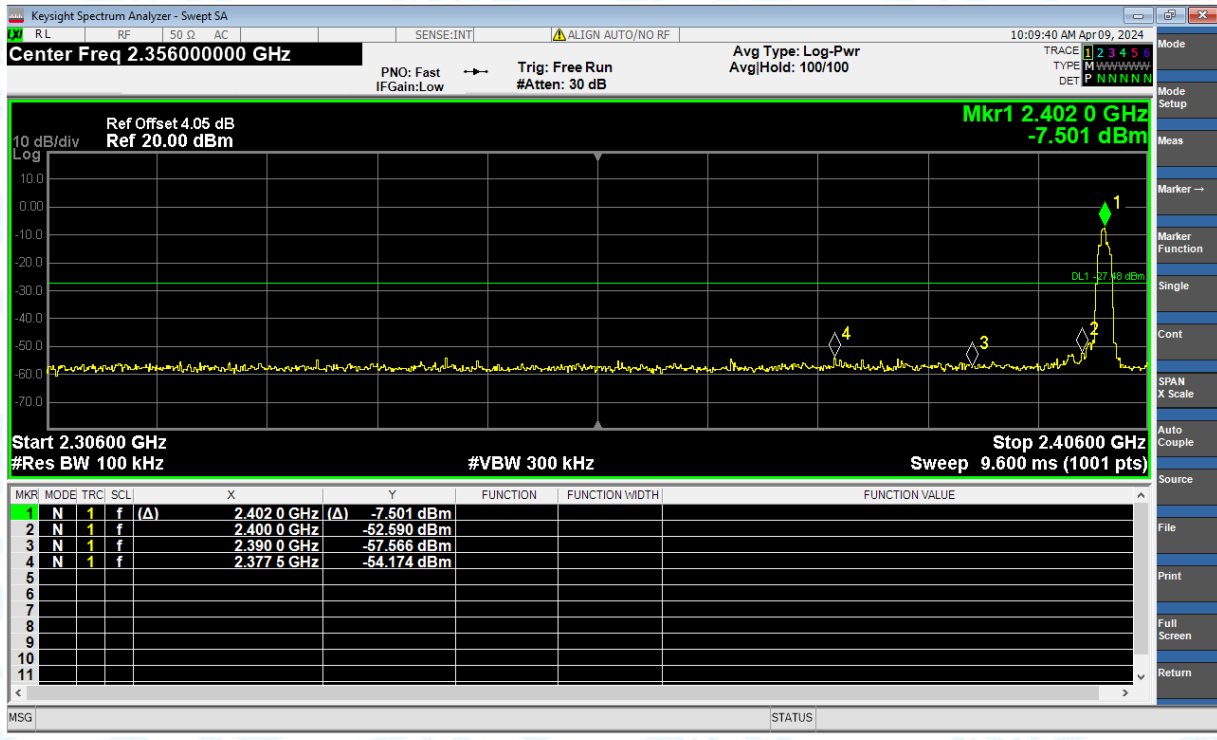 Keysight Spectrum Analyzer - Swept SA
LXI RL RF 50 Ω AC SENSE:INT ALIGN AUTO/NO RF 10:09:40 AM Apr 09, 2024
Center Freq 2.356000000 GHz
PNO: Fast
IFGain:Low
Trig: Free Run
#Atten: 30 dB
Avg Type: Log-Pwr
Avg|Hold: 100/100
TRACE 1 2 3 4 5 6
TYPE M WWWWW
DET P N N N N N
Mkr1 2.402 0 GHz
-7.501 dBm
Ref Offset 4.05 dB
10 dB/div Ref 20.00 dBm
Log
10.0
0.00
-10.0
-20.0
-30.0
-40.0
-50.0
-60.0
-70.0
1
DL1 -27.48 dBm
4
3
2
Start 2.30600 GHz Stop 2.40600 GHz
#Res BW 100 kHz #VBW 300 kHz Sweep 9.600 ms (1001 pts)
MKR MODE TRC SCL X Y FUNCTION FUNCTION WIDTH FUNCTION VALUE
1 N 1 f (Δ) 2.402 0 GHz (Δ) -7.501 dBm
2 N 1 f 2.400 0 GHz -52.590 dBm
3 N 1 f 2.390 0 GHz -57.566 dBm
4 N 1 f 2.377 5 GHz -54.174 dBm
5
6
7
8
9
10
11
MSG STATUS
Mode
Mode
Setup
Meas
Marker →
Marker
Function
Single
Cont
SPAN
X Scale
Auto
Couple
Source
File
Print
Full
Screen
Return